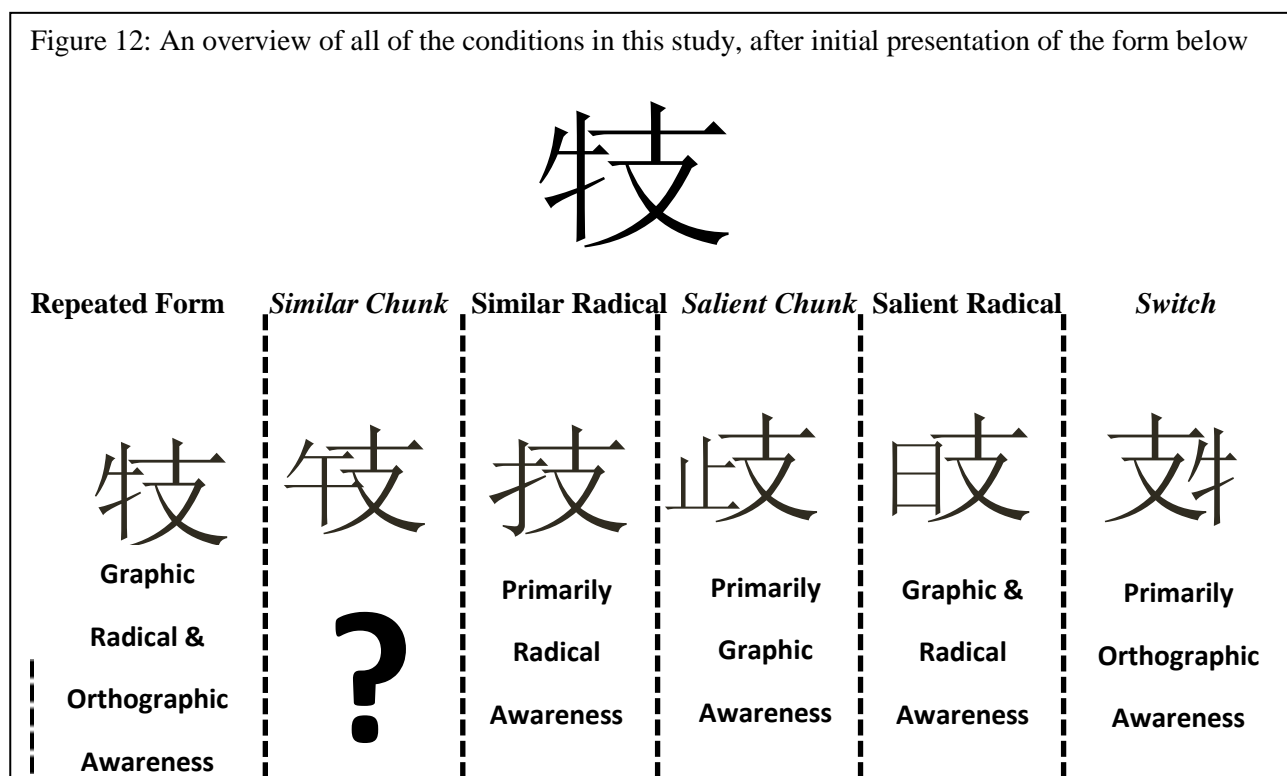 Figure 12: An overview of all of the conditions in this study, after initial presentation of the form below
Repeated Form Similar Chunk Similar Radical Salient Chunk Salient Radical Switch
技 歧
Graphic
Radical &
Orthographic
Awareness
?
Primarily
Radical
Awareness
Primarily
Graphic
Awareness
Graphic &
Radical
Awareness
Primarily
Orthographic
Awareness